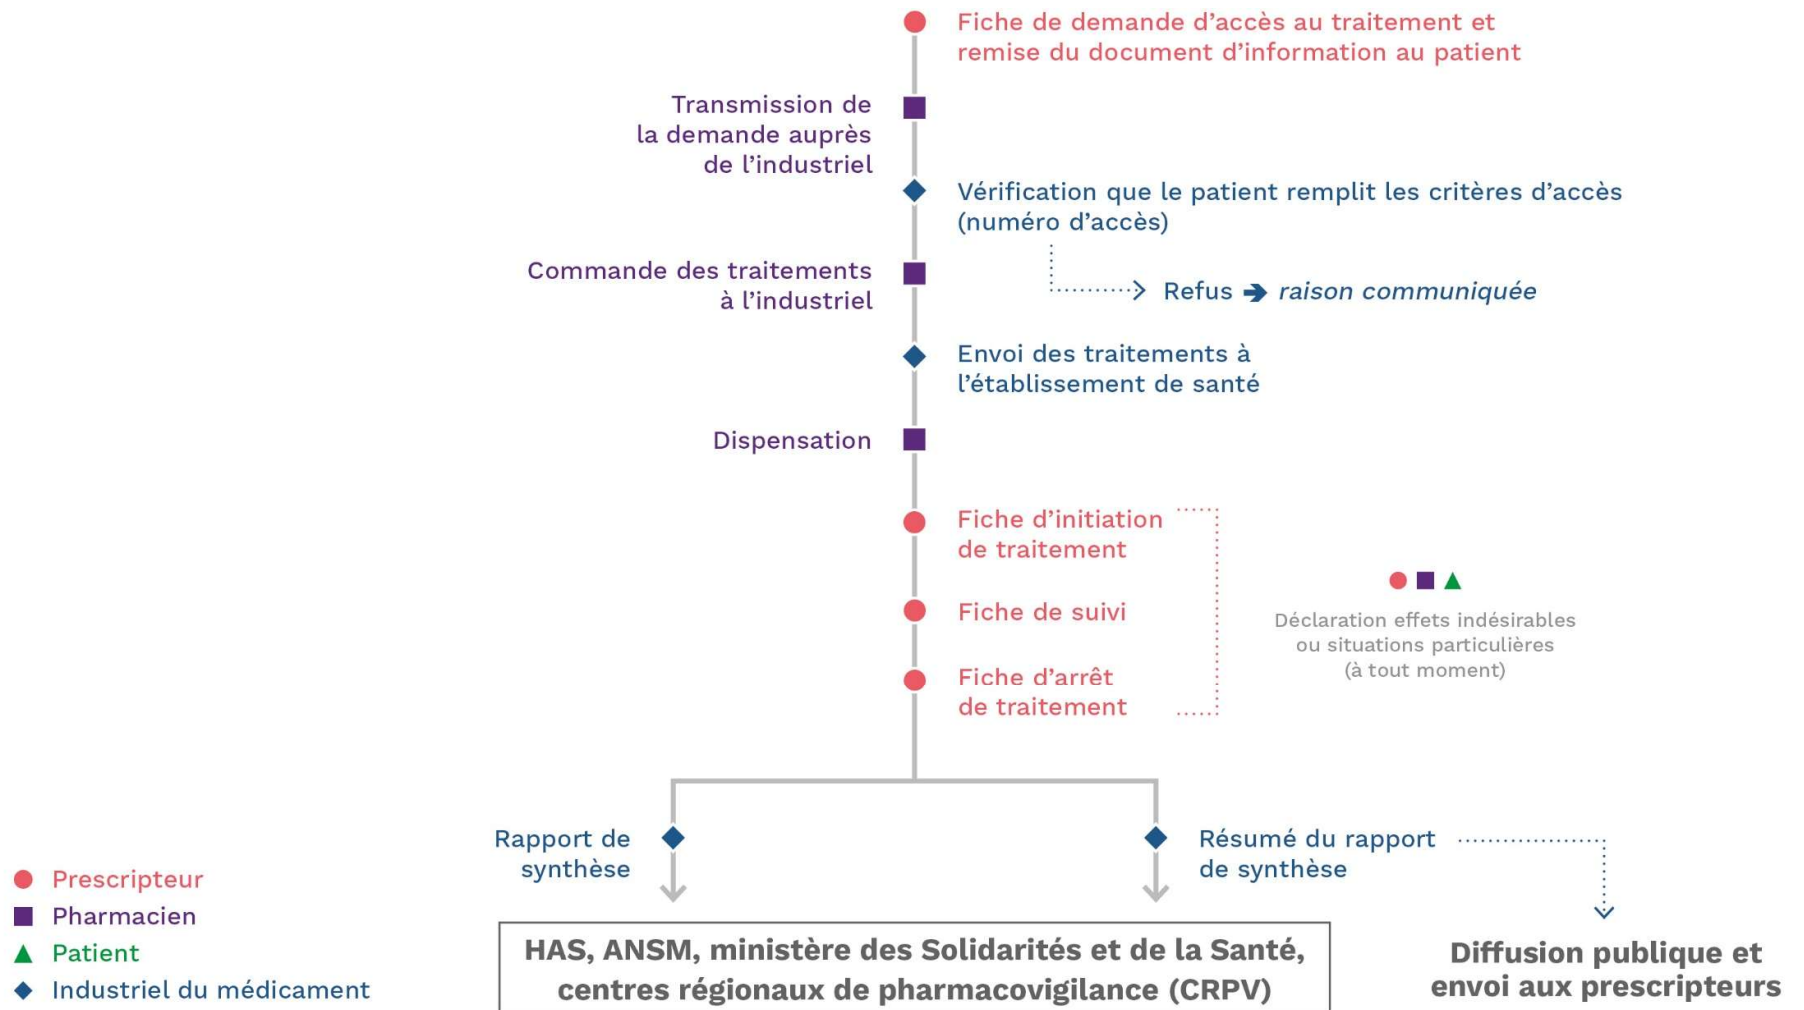 Fiche de demande d’accès au traitement et
remise du document d’information au patient
Transmission de
la demande auprès
de l’industriel
Vérification que le patient remplit les critères d’accès
(numéro d’accès)
Commande des traitements
à l’industriel
Refus ➔ raison communiquée
Envoi des traitements à
l’établissement de santé
Dispensation
Fiche d’initiation
de traitement
Fiche de suivi
Fiche d’arrêt
de traitement
Déclaration effets indésirables
ou situations particulières
(à tout moment)
Rapport de
synthèse
Résumé du rapport
de synthèse
Prescripteur
Pharmacien
Patient
Industriel du médicament
HAS, ANSM, ministère des Solidarités et de la Santé,
centres régionaux de pharmacovigilance (CRPV)
Diffusion publique et
envoi aux prescripteurs